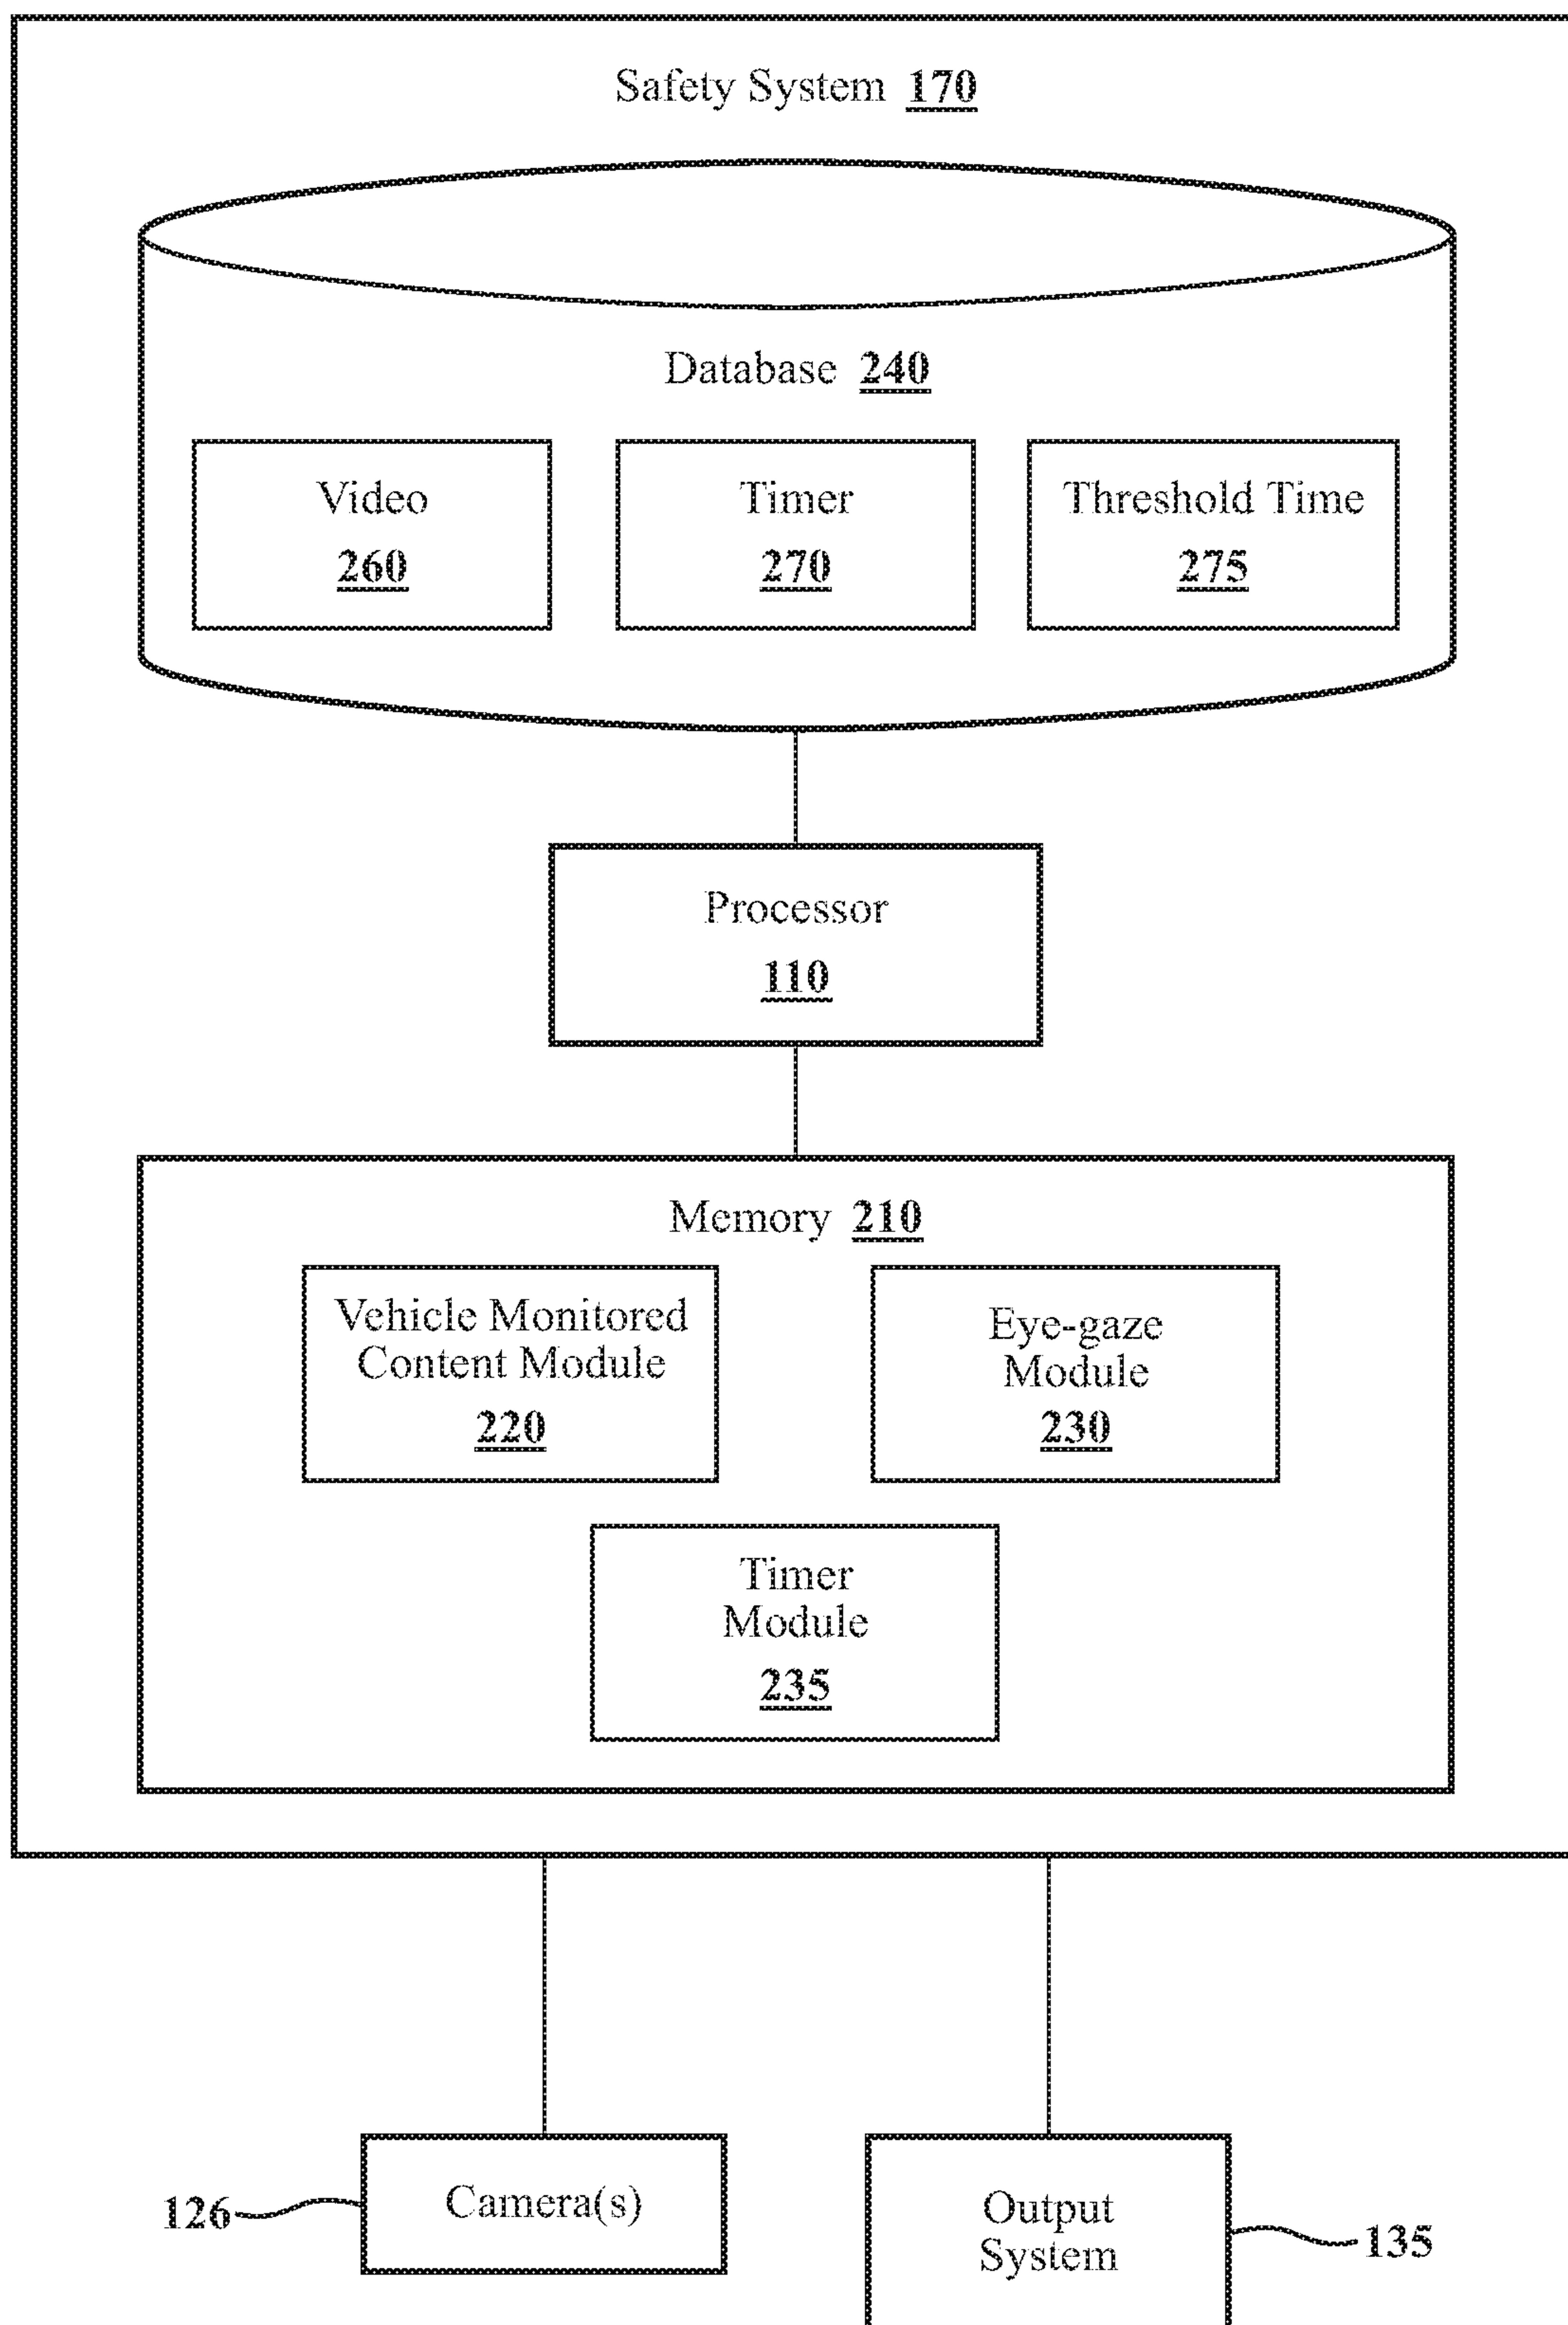 Safety System 170
Database 240
Video
260
Timer
270
Threshold Time
275
Processor
110
Memory 210
Vehicle Monitored
Content Module
220
Eye-gaze
Module
230
Timer
Module
235
126
Camera(s)
Output
System
135